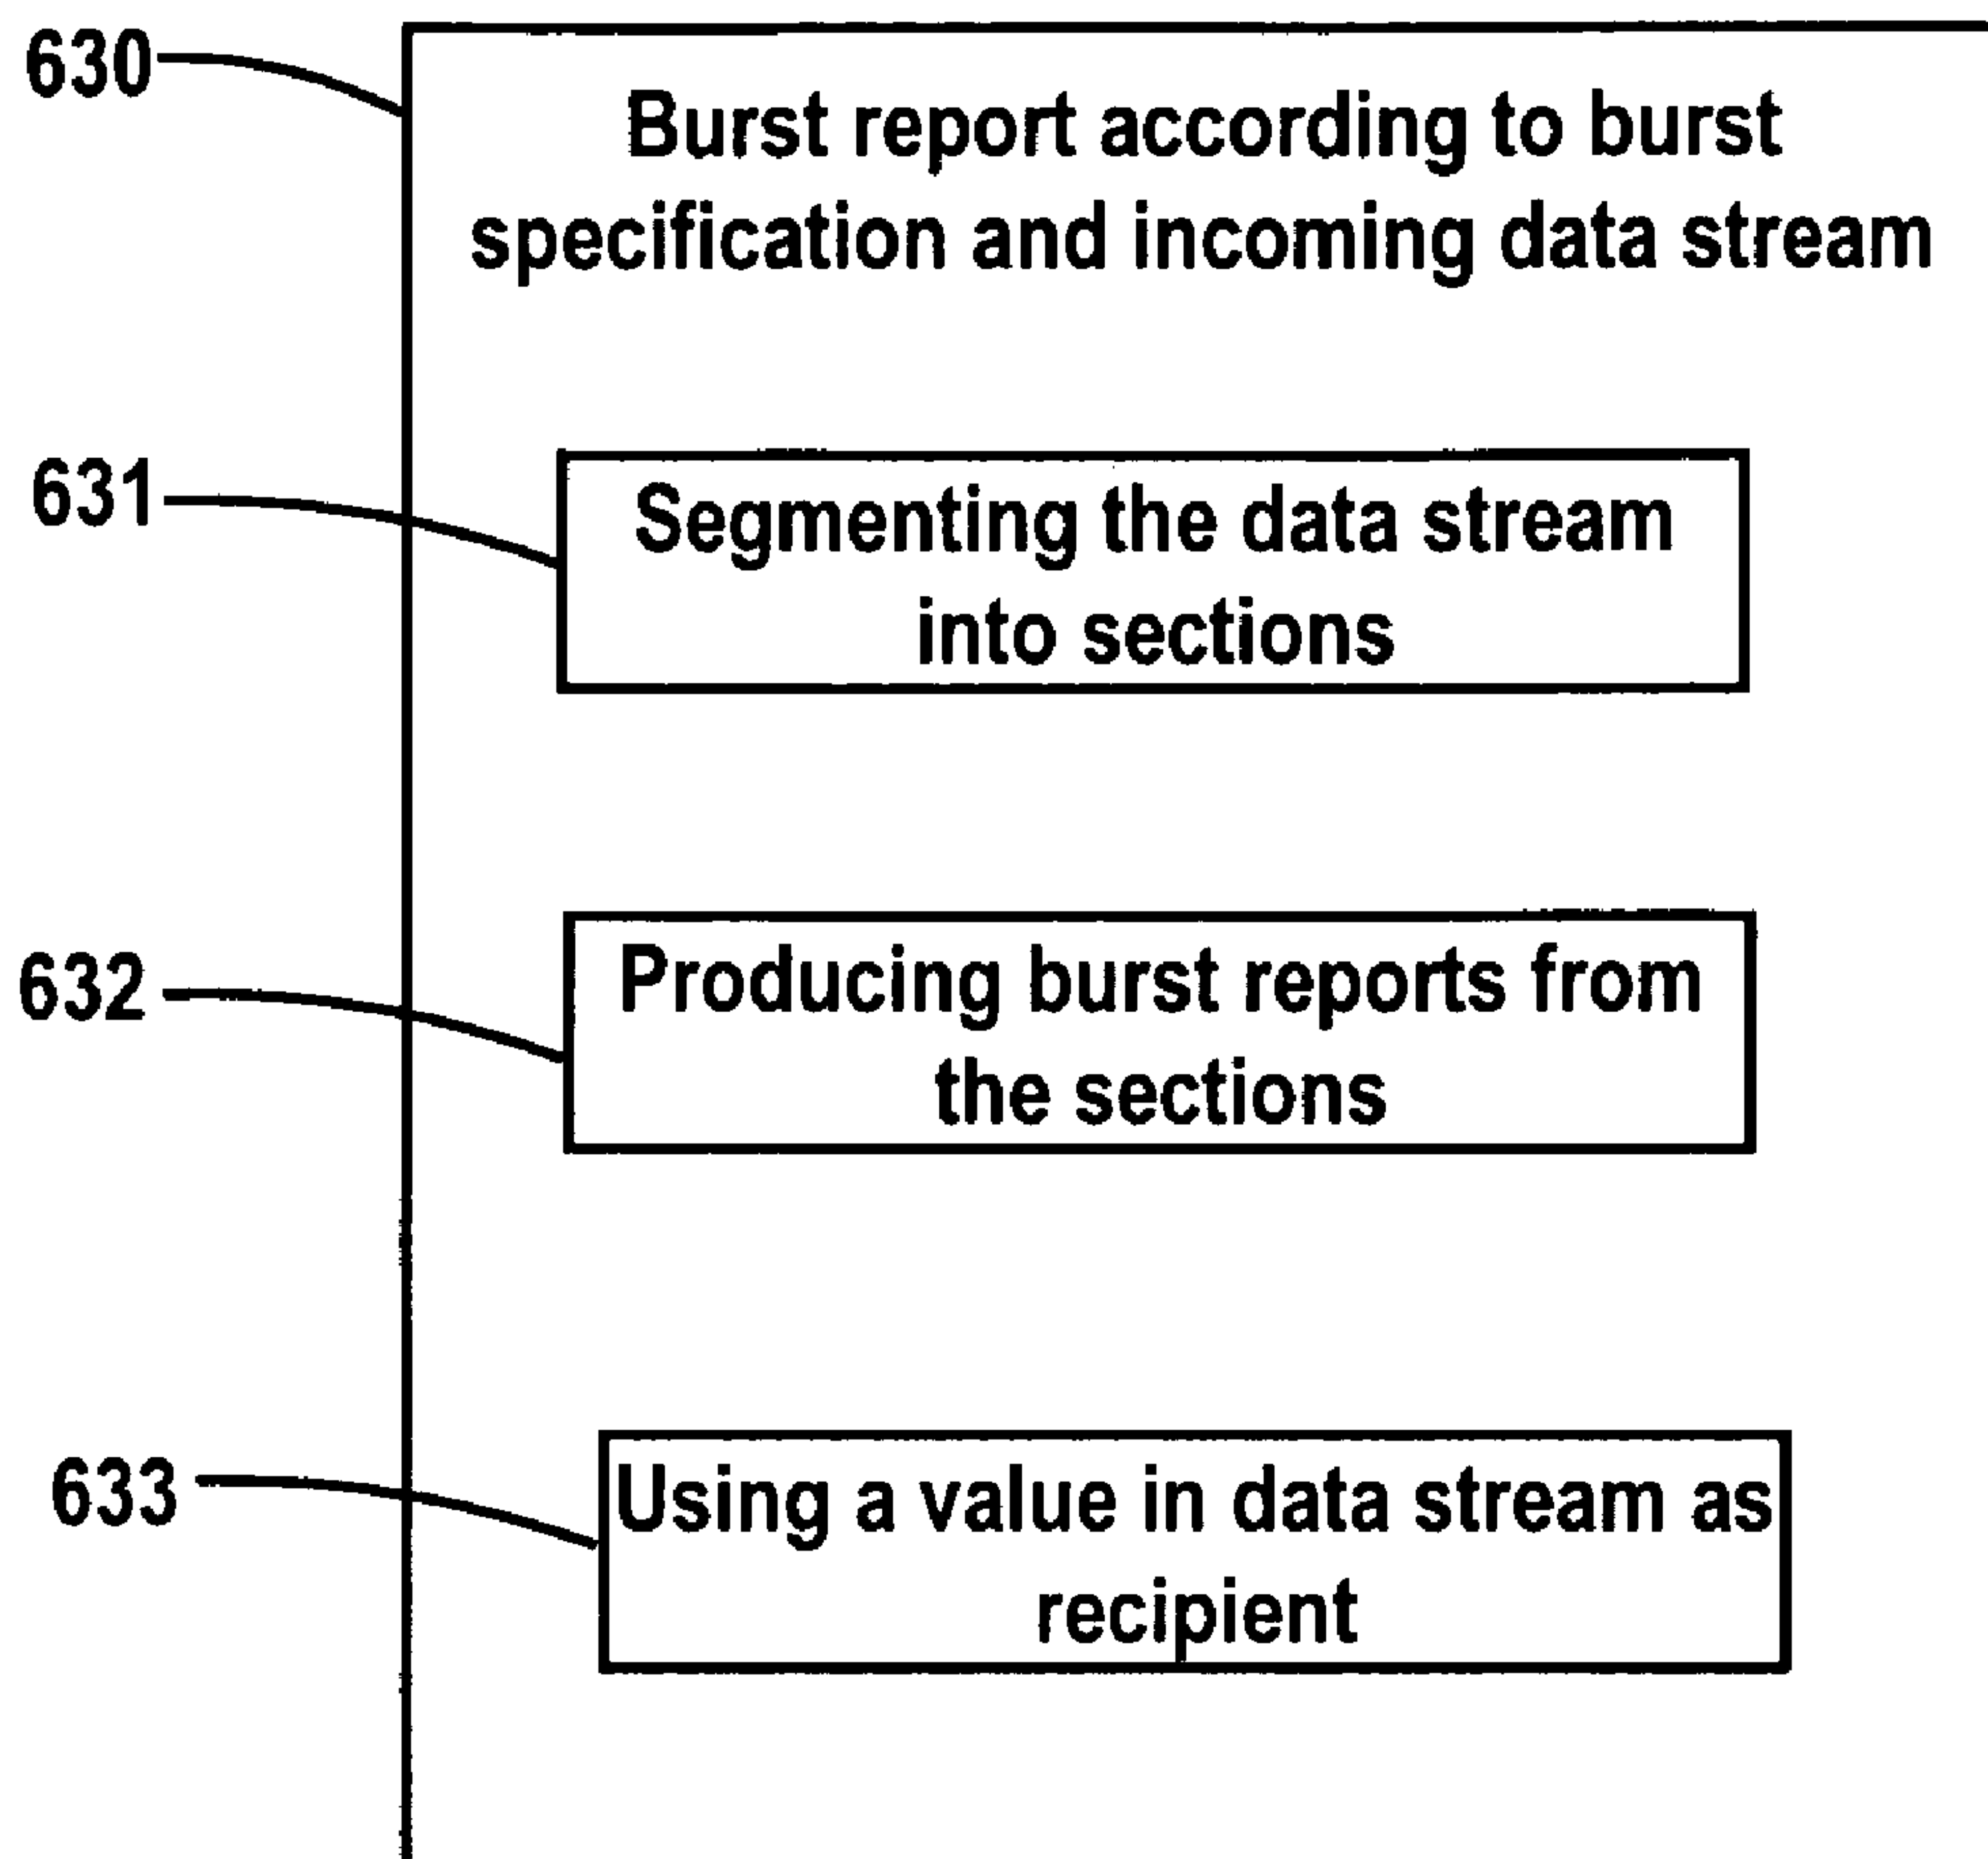 630
Burst report according to burst
specification and incoming data stream
631
Segmenting the data stream
into sections
632
Producing burst reports from
the sections
633
Using a value in data stream as
recipient